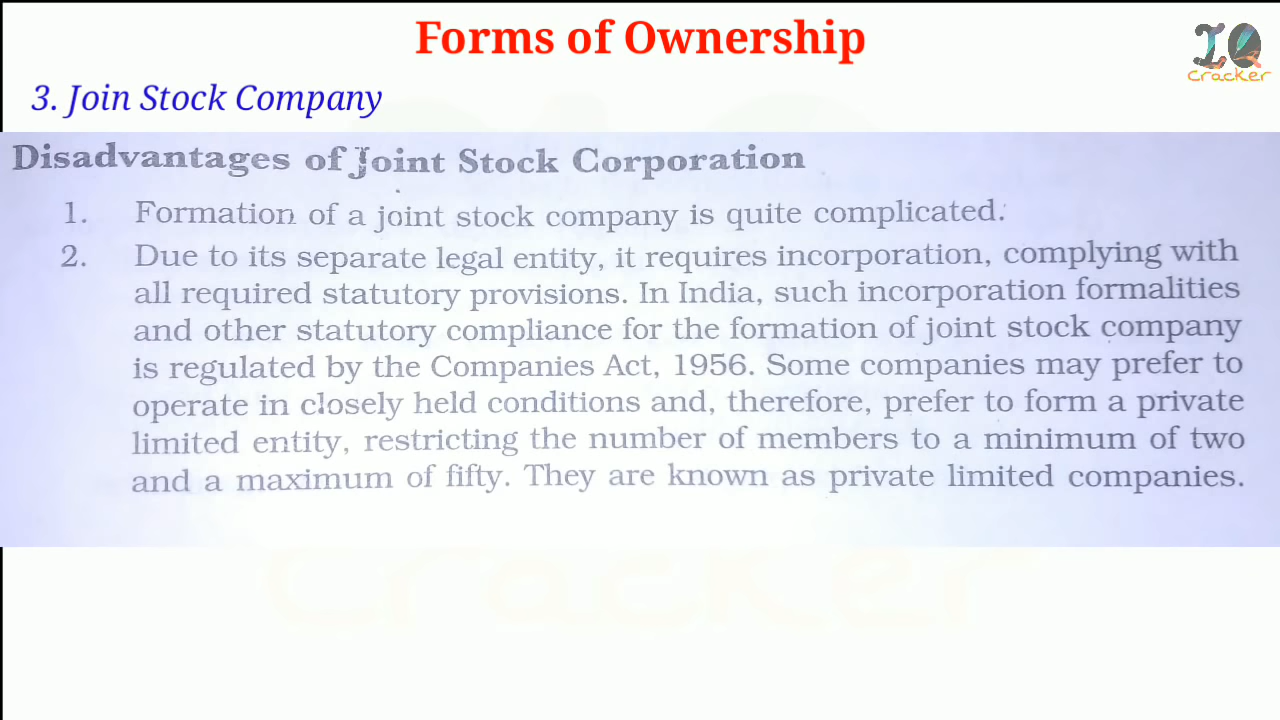 Forms of Ownership
IQ
Cracker
3. Join Stock Company
Disadvantages of Joint Stock Corporation
1. Formation of a joint stock company is quite complicated.
2. Due to its separate legal entity, it requires incorporation, complying with
all required statutory provisions. In India, such incorporation formalities
and other statutory compliance for the formation of joint stock company
is regulated by the Companies Act, 1956. Some companies may prefer to
operate in closely held conditions and, therefore, prefer to form a private
limited entity, restricting the number of members to a minimum of two
and a maximum of fifty. They are known as private limited companies.
Cracker